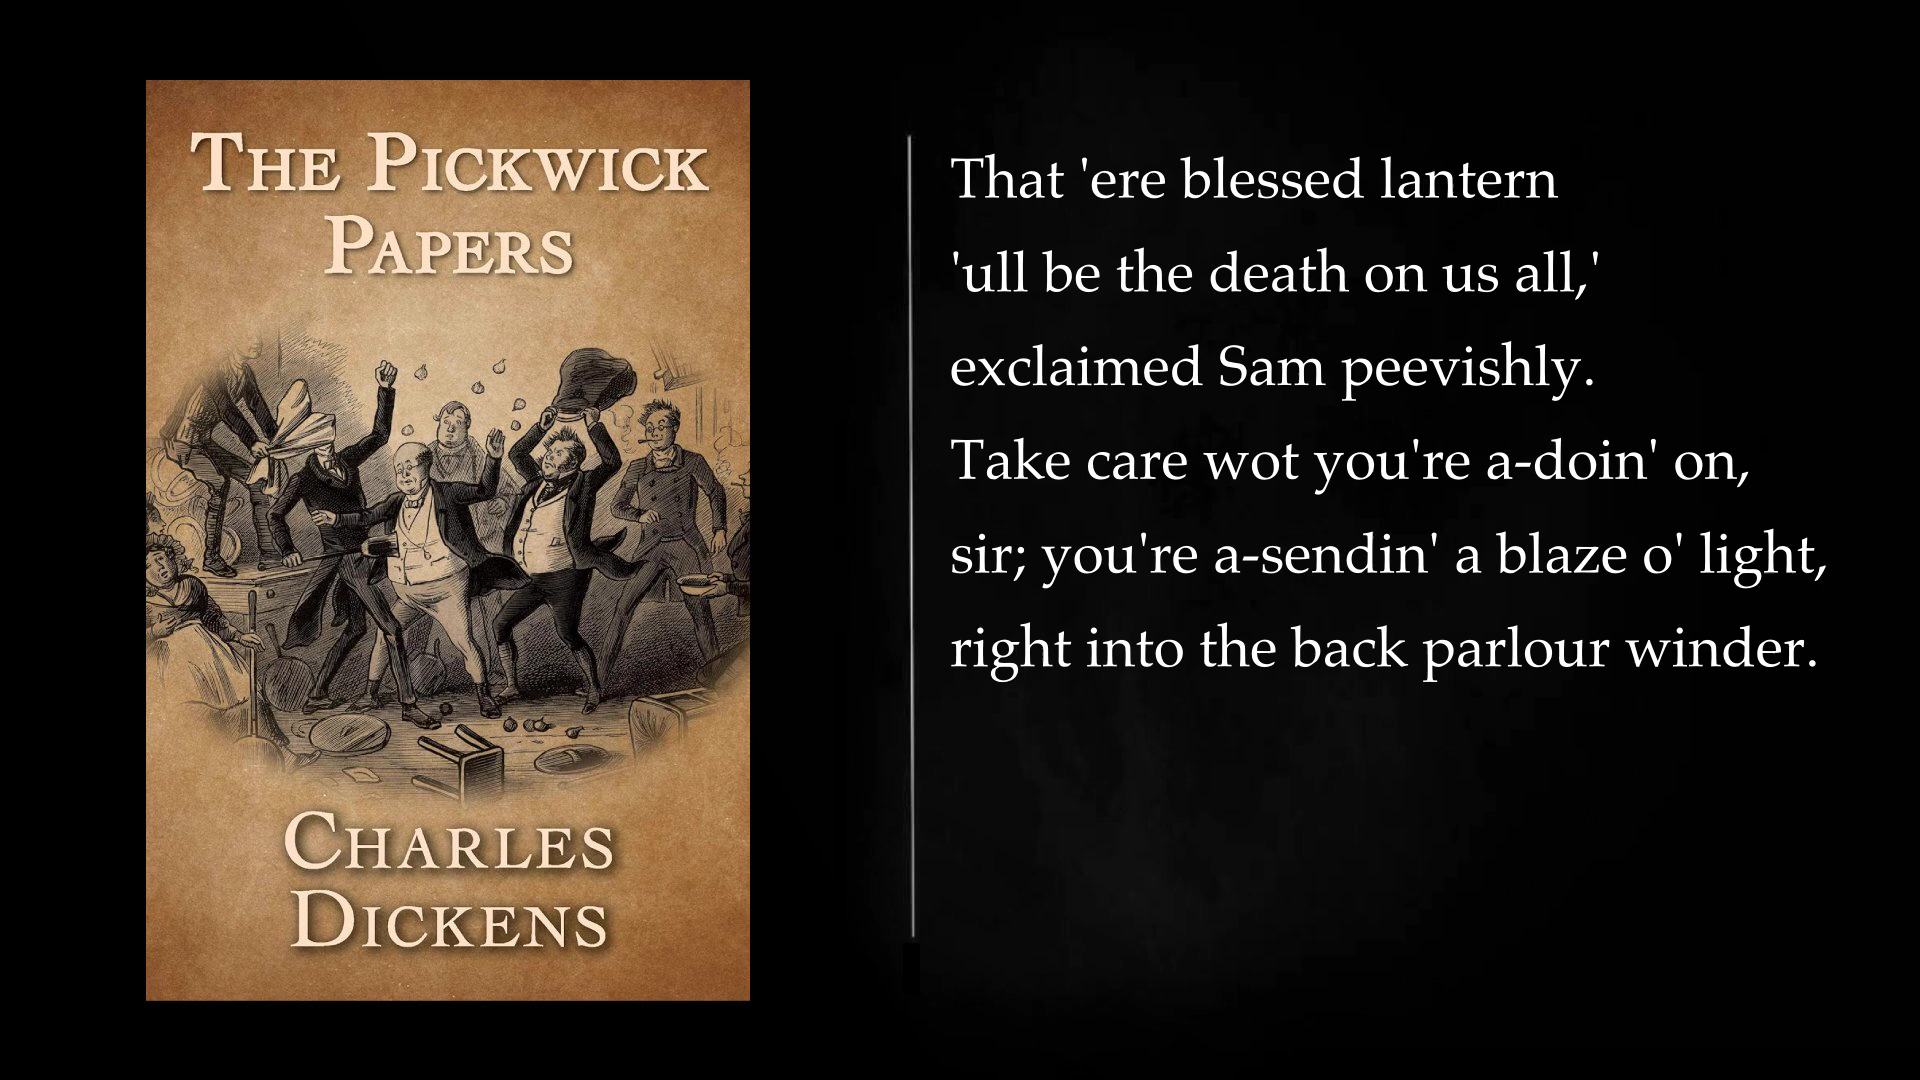 THE PICKWICK
PAPERS
CHARLES
DICKENS
That 'ere blessed lantern
'ull be the death on us all,'
exclaimed Sam peevishly.
Take care wot you're a-doin' on,
sir; you're a-sendin' a blaze o' light,
right into the back parlour winder.